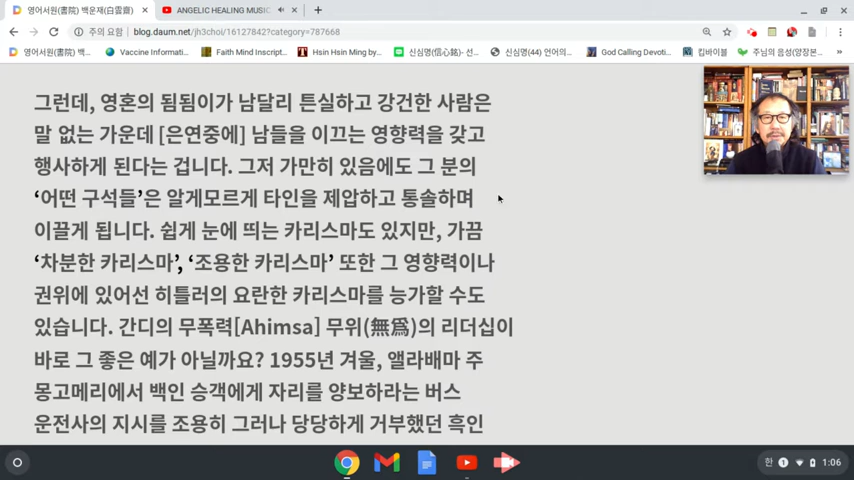 영어서원(書院) 백운재(白雲齋)
ANGELIC HEALING MUSIC
주의 요함
blog.daum.net/jh3choi/16127842?category=787668
영어서원(書院) 백...
Vaccine Informati...
Faith Mind Inscript...
Hsin Hsin Ming by...
신심명(信心銘)- 선...
신심명(44) 언어의...
God Calling Devoti...
킵바이블
주님의 음성(양장본...
그런데, 영혼의 됨됨이가 남달리 튼실하고 강건한 사람은
말 없는 가운데 [은연중에] 남들을 이끄는 영향력을 갖고
행사하게 된다는 겁니다. 그저 가만히 있음에도 그 분의
‘어떤 구석들’은 알게모르게 타인을 제압하고 통솔하며
이끌게 됩니다. 쉽게 눈에 띄는 카리스마도 있지만, 가끔
‘차분한 카리스마’, ‘조용한 카리스마’ 또한 그 영향력이나
권위에 있어선 히틀러의 요란한 카리스마를 능가할 수도
있습니다. 간디의 무폭력[Ahimsa] 무위(無爲)의 리더십이
바로 그 좋은 예가 아닐까요? 1955년 겨울, 앨라배마 주
몽고메리에서 백인 승객에게 자리를 양보하라는 버스
운전사의 지시를 조용히 그러나 당당하게 거부했던 흑인
한
1:06